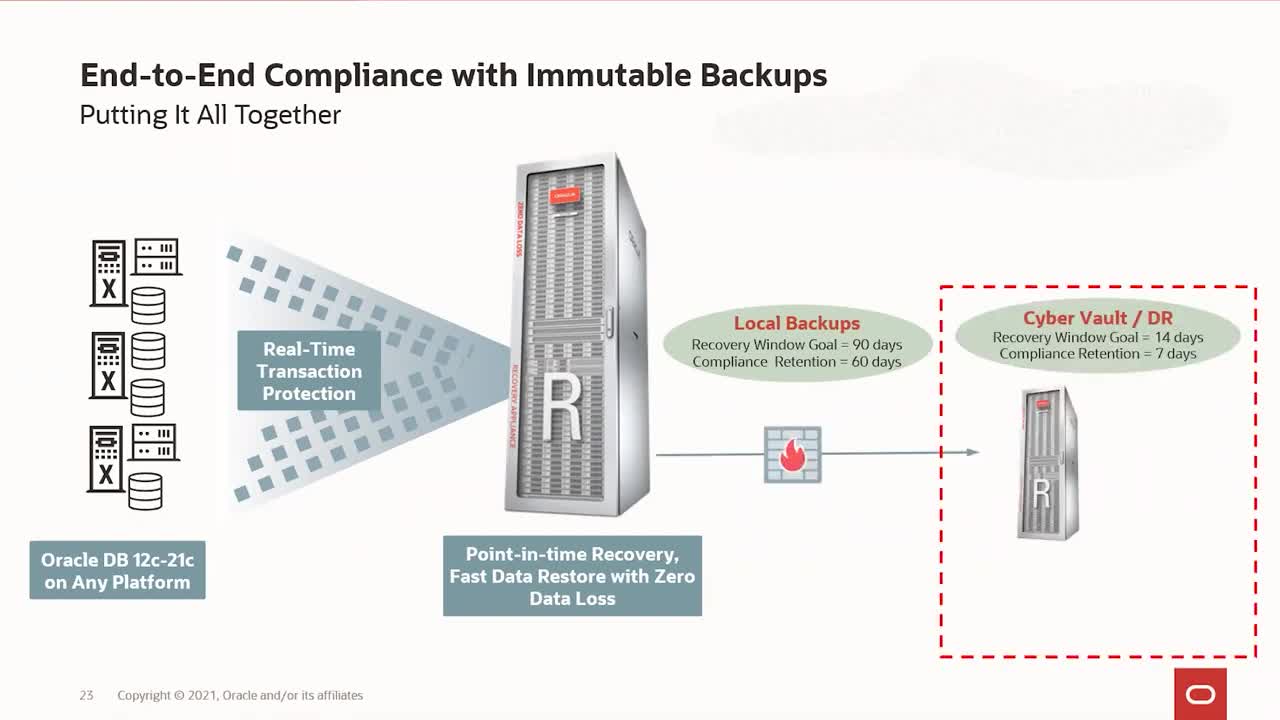 End-to-End Compliance with Immutable Backups
Putting It All Together
ORACLE
ZERO DATA LOSS
RECOVERY APPLIANCE
R
X
X
X
Real-Time
Transaction
Protection
Local Backups
Recovery Window Goal = 90 days
Compliance  Retention = 60 days
Cyber Vault / DR
Recovery Window Goal = 14 days
Compliance Retention = 7 days
R
Oracle DB 12c-21c
on Any Platform
Point-in-time Recovery,
Fast Data Restore with Zero
Data Loss
23 Copyright © 2021, Oracle and/or its affiliates